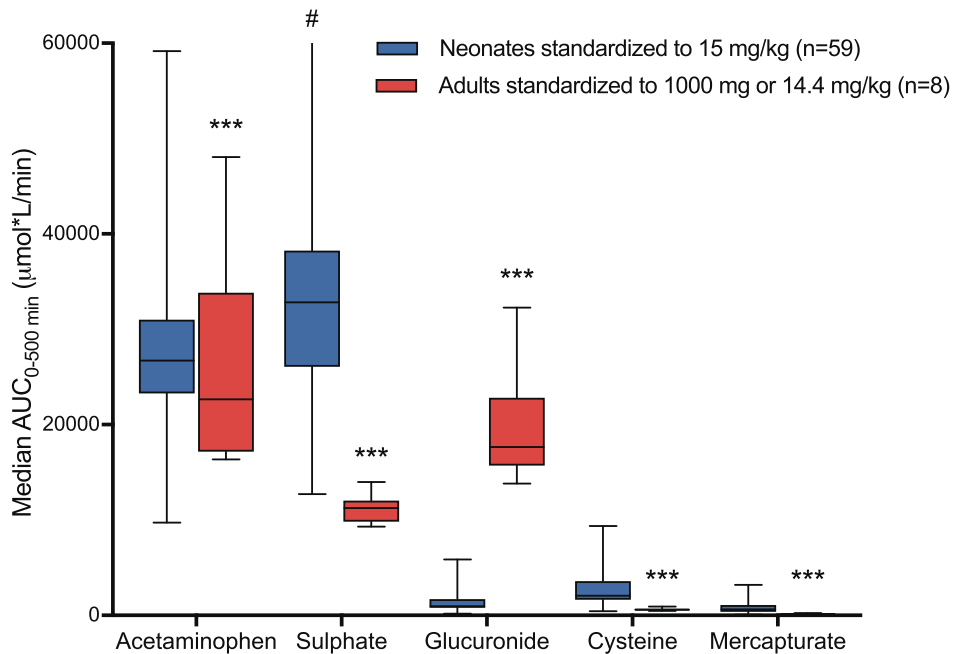 #
60000
Neonates standardized to 15 mg/kg (n=59)
Adults standardized to 1000 mg or 14.4 mg/kg (n=8)
***
Median AUC0-500 min (μmol*L/min)
40000
***
***
20000
***
***
0
Acetaminophen Sulphate Glucuronide Cysteine Mercapturate